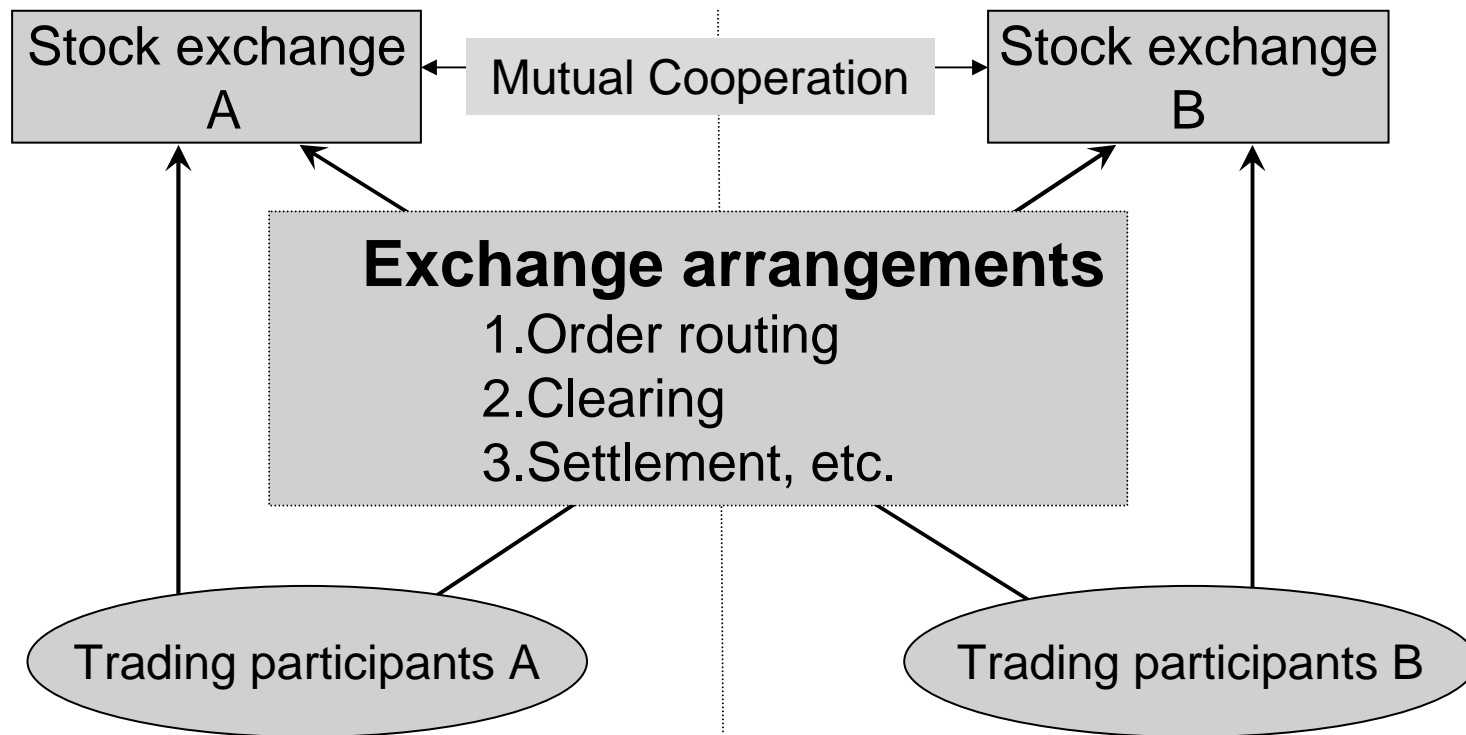 Stock exchange
A
Mutual Cooperation
Stock exchange
B
Exchange arrangements
1.Order routing
2.Clearing
3.Settlement, etc.
Trading participants A
Trading participants B